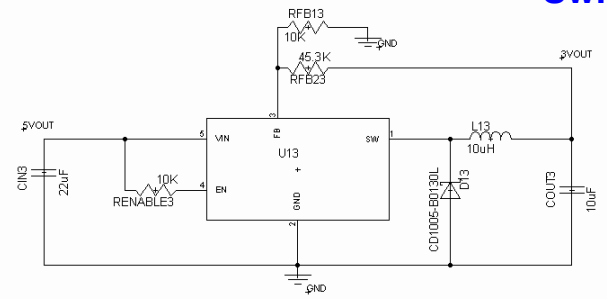 RFB13
10K
GND
45.3K
RFB23
3VOUT
5VOUT
3
FB
5
VIN
SW
1
L13
10uH
U13
CIN3
22uF
10K
RENABLE3
4
EN
GND
2
CD1005-B0130L
D13
COUT3
10uF
GND